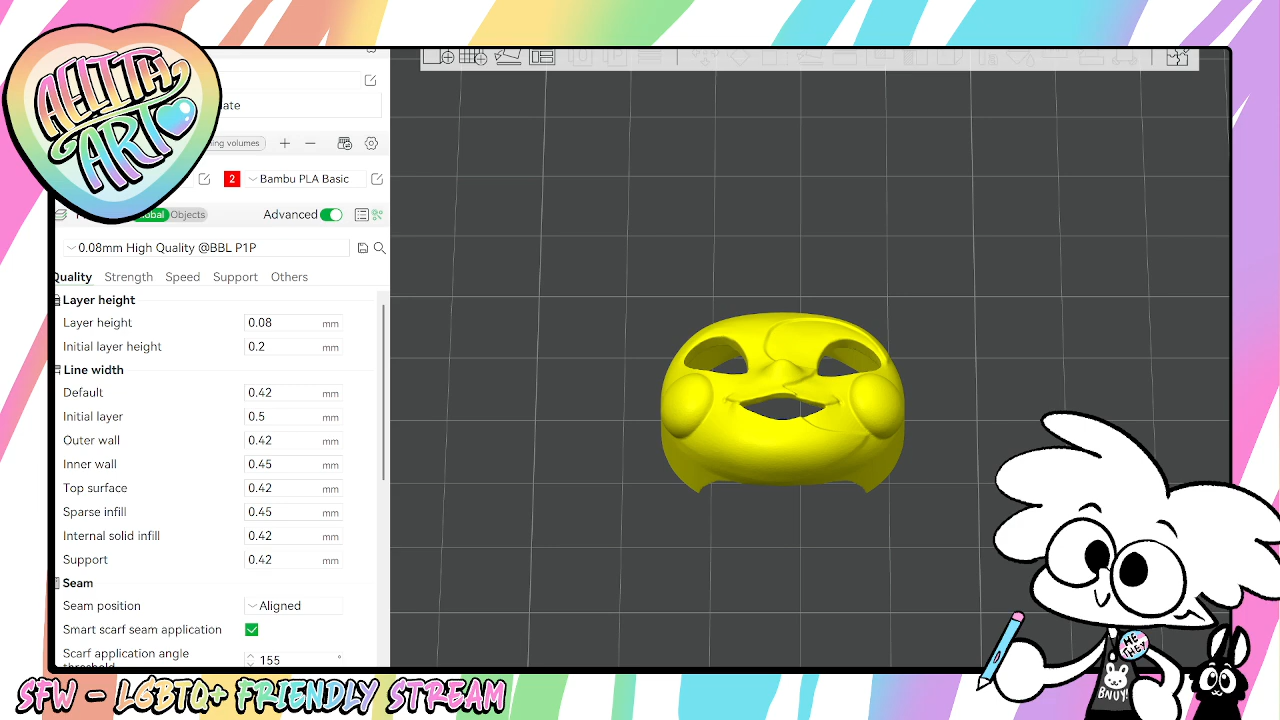 AELITH
ART
ate
ing volumes
2 Bambu PLA Basic
obal Objects Advanced
0.08mm High Quality @BBL P1P
Quality Strength Speed Support Others
Layer height
Layer height 0.08 mm
Initial layer height 0.2 mm
Line width
Default 0.42 mm
Initial layer 0.5 mm
Outer wall 0.42 mm
Inner wall 0.45 mm
Top surface 0.42 mm
Sparse infill 0.45 mm
Internal solid infill 0.42 mm
Support 0.42 mm
Seam
Seam position Aligned
Smart scarf seam application
Scarf application angle
threshold 155 °
HE
THEY
BNUY!
SFW - LGBTQ+ FRIENDLY STREAM